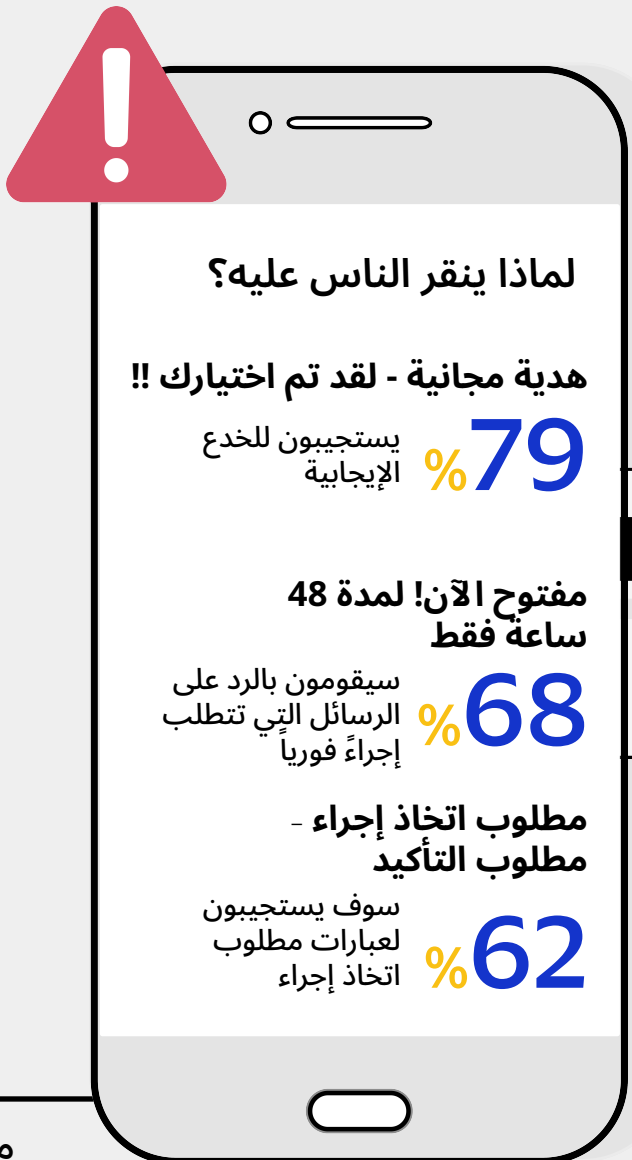 لماذا ينقر الناس عليه؟
هدية مجانية - لقد تم اختيارك !!
79%
يستجيبون للخدع
الإيجابية
مفتوح الآن! لمدة 48
ساعة فقط
68%
سيقومون بالرد على
الرسائل التي تتطلب
إجراءً فورياً
مطلوب اتخاذ إجراء –
مطلوب التأكيد
62%
سوف يستجيبون
لعبارات مطلوب
اتخاذ إجراء